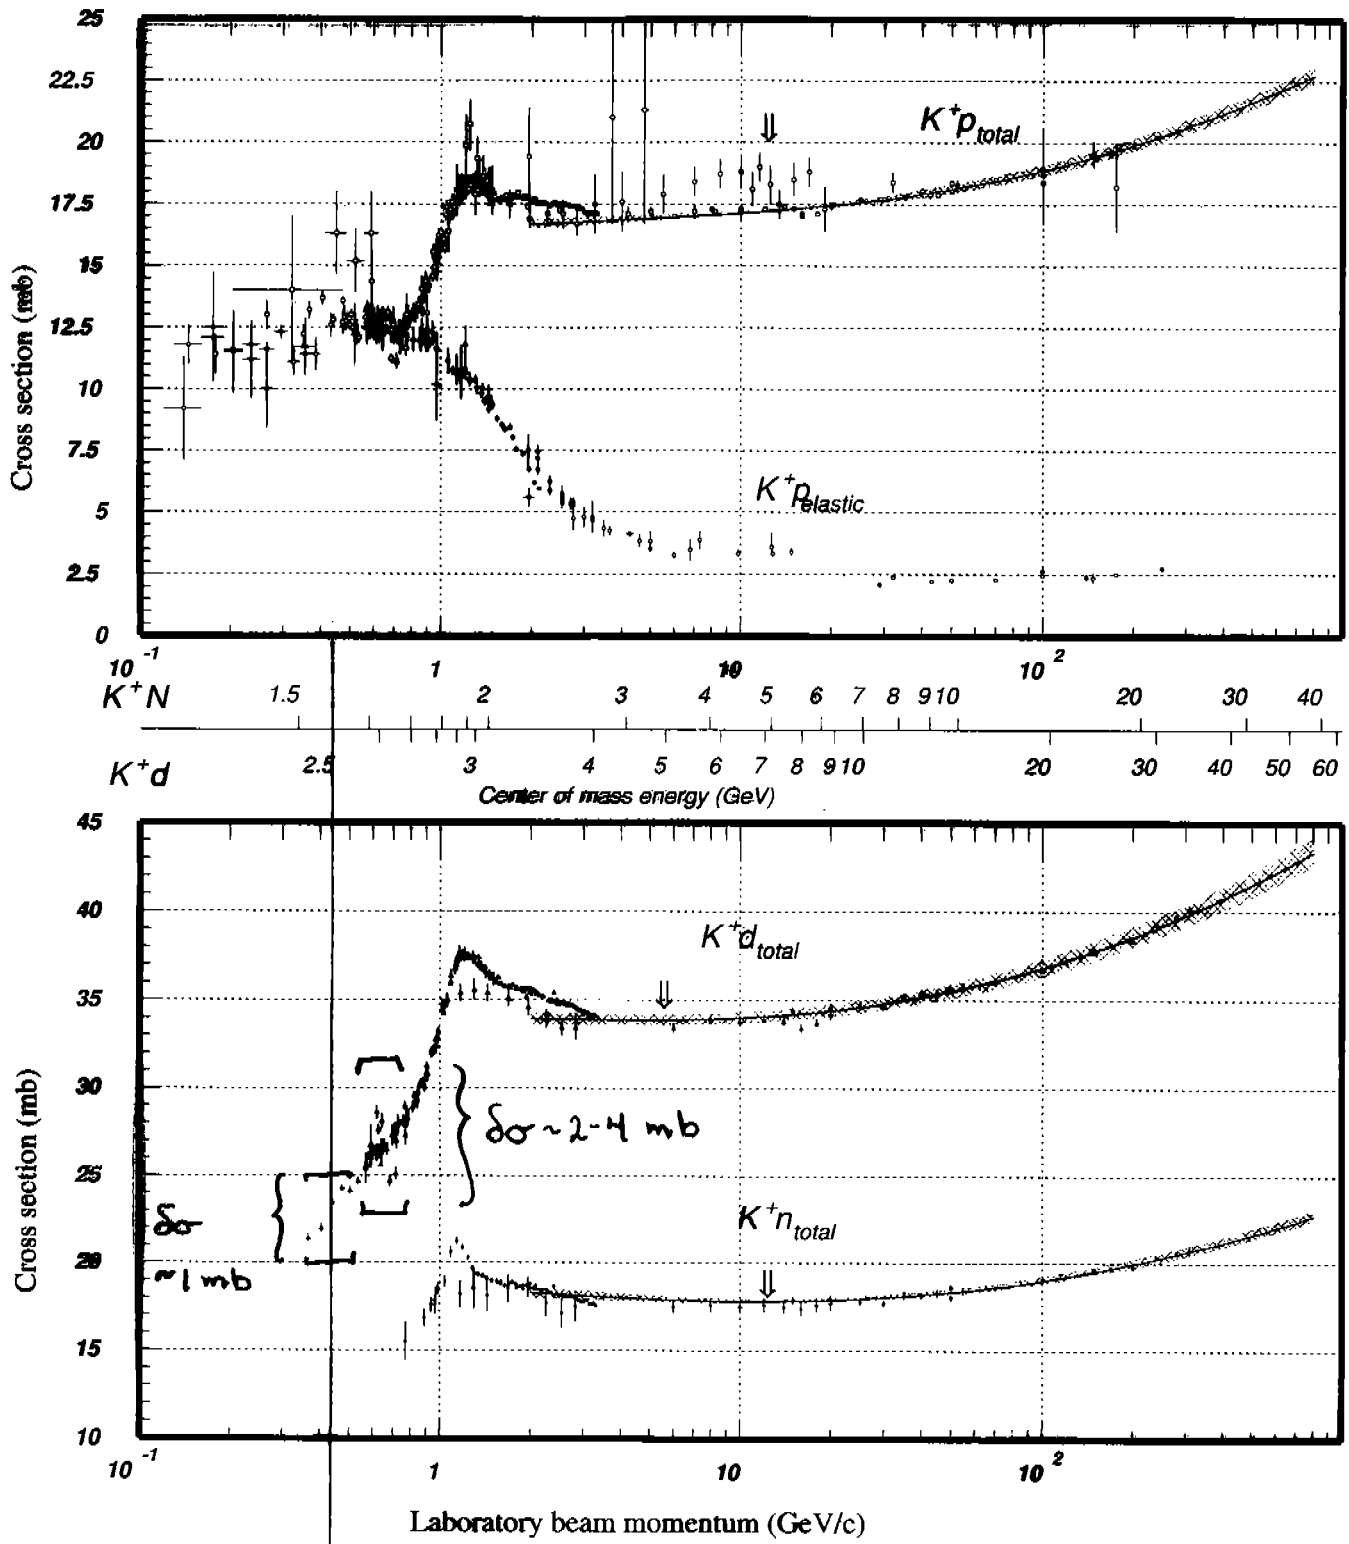 25
22.5
20
17.5
15
12.5
10
7.5
5
2.5
0
Cross section (mb)
K⁺p total
⇓
K⁺p elastic
10⁻¹ 1 10 10²
K⁺N 1.5 2 3 4 5 6 7 8 9 10 20 30 40
K⁺d 2.5 3 4 5 6 7 8 9 10 20 30 40 50 60
Center of mass energy (GeV)
45
40
35
30
25
20
15
10
Cross section (mb)
K⁺d total
⇓
δσ ~ 2-4 mb
δσ
~1 mb
K⁺n total
⇓
10⁻¹ 1 10 10²
Laboratory beam momentum (GeV/c)